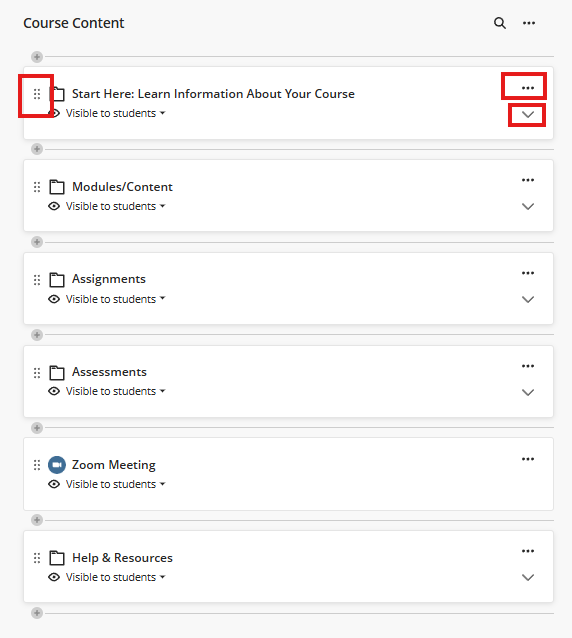 Course Content
Start Here: Learn Information About Your Course
Visible to students
Modules/Content
Visible to students
Assignments
Visible to students
Assessments
Visible to students
Zoom Meeting
Visible to students
Help & Resources
Visible to students